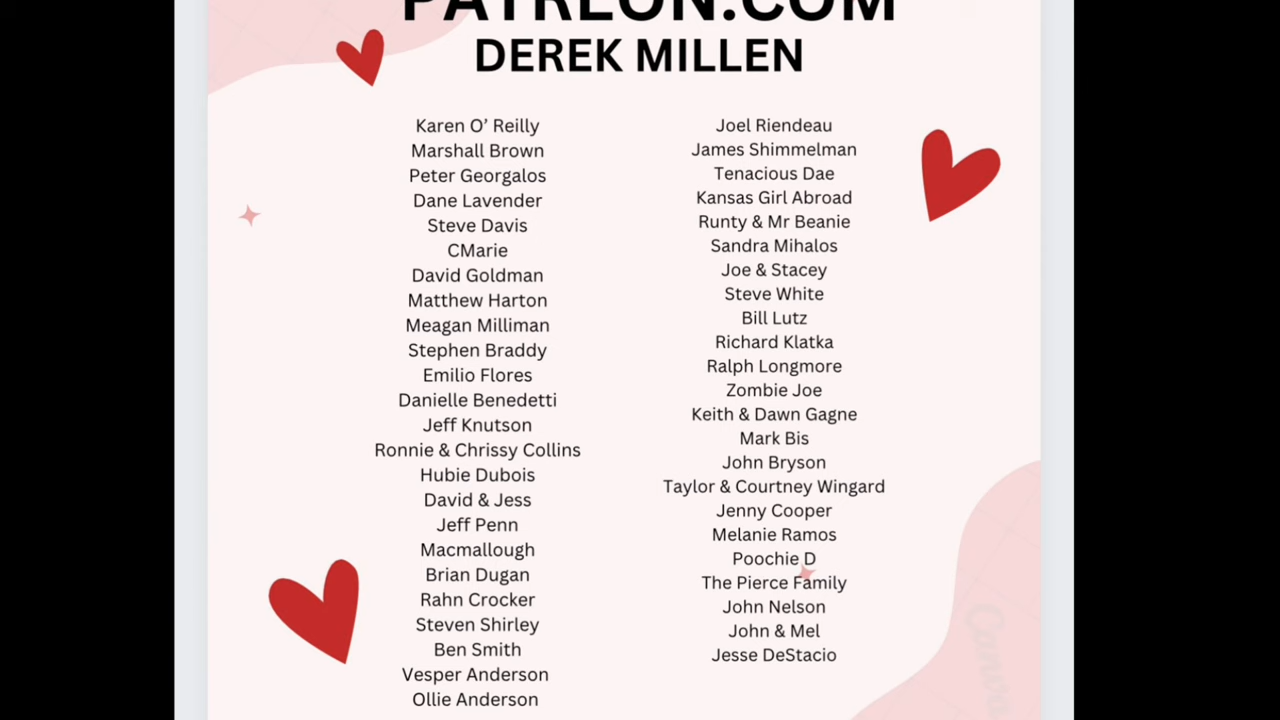 PATREON.COM
DEREK MILLEN
Karen O’ Reilly
Marshall Brown
Peter Georgalos
Dane Lavender
Steve Davis
CMarie
David Goldman
Matthew Harton
Meagan Milliman
Stephen Braddy
Emilio Flores
Danielle Benedetti
Jeff Knutson
Ronnie & Chrissy Collins
Hubie Dubois
David & Jess
Jeff Penn
Macmallough
Brian Dugan
Rahn Crocker
Steven Shirley
Ben Smith
Vesper Anderson
Ollie Anderson
Joel Riendeau
James Shimmelman
Tenacious Dae
Kansas Girl Abroad
Runty & Mr Beanie
Sandra Mihalos
Joe & Stacey
Steve White
Bill Lutz
Richard Klatka
Ralph Longmore
Zombie Joe
Keith & Dawn Gagne
Mark Bis
John Bryson
Taylor & Courtney Wingard
Jenny Cooper
Melanie Ramos
Poochie D
The Pierce Family
John Nelson
John & Mel
Jesse DeStacio
Canva